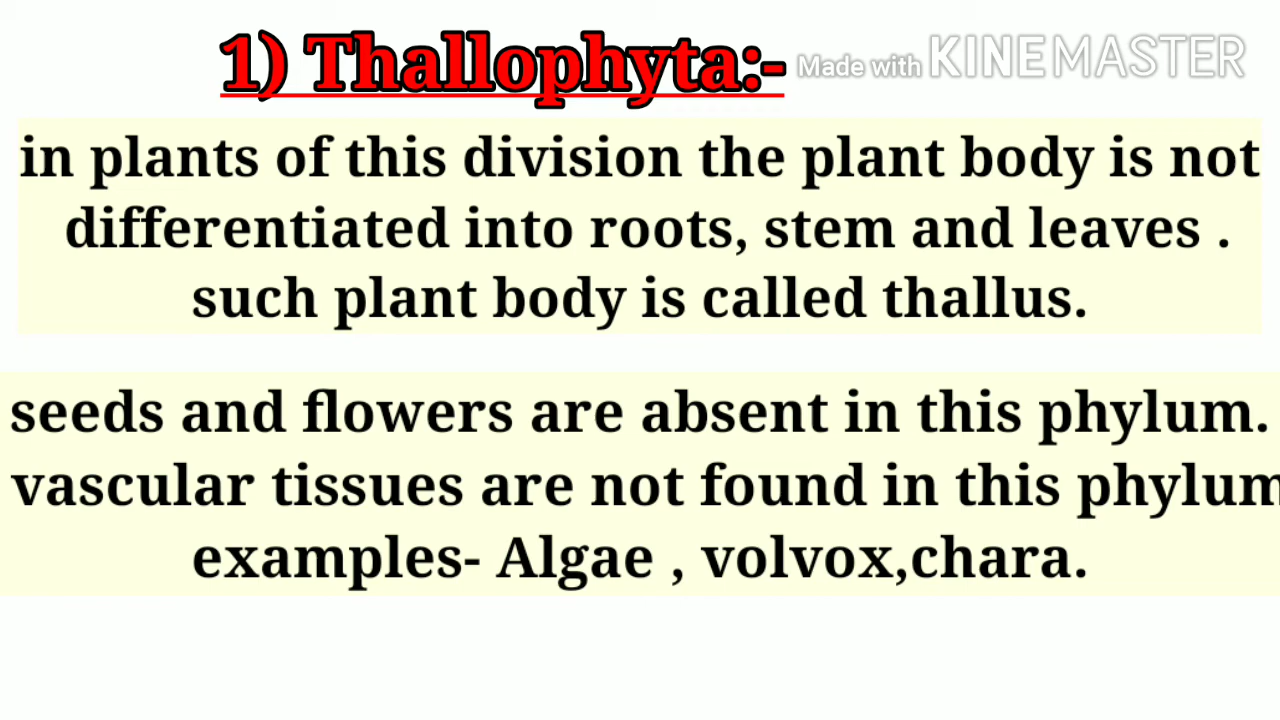 1) Thallophyta:-
Made with KINEMASTER
in plants of this division the plant body is not
differentiated into roots, stem and leaves .
such plant body is called thallus.
seeds and flowers are absent in this phylum.
vascular tissues are not found in this phylum
examples- Algae , volvox,chara.